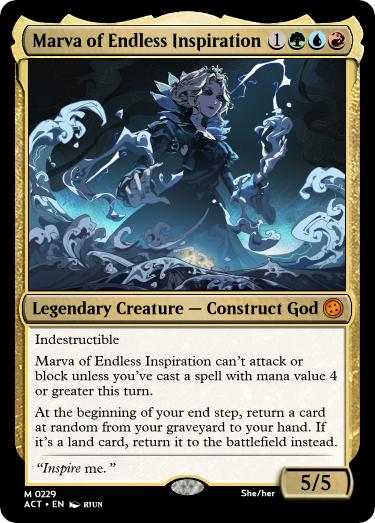 Marva of Endless Inspiration 1
Legendary Creature — Construct God
Indestructible
Marva of Endless Inspiration can't attack or
block unless you've cast a spell with mana value 4
or greater this turn.
At the beginning of your end step, return a card
at random from your graveyard to your hand. If
it's a land card, return it to the battlefield instead.
“Inspire me.”
5/5
M 0229
She/her
ACT • EN RJUN